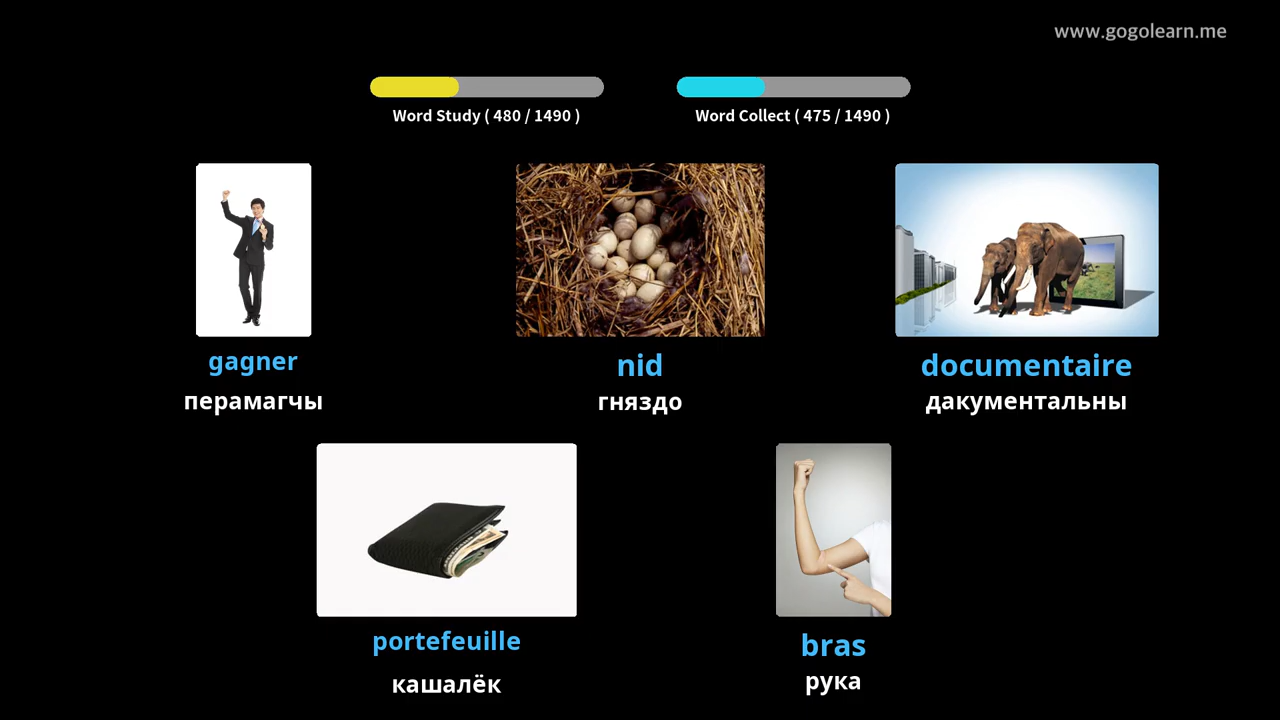 www.gogolearn.me
Word Study ( 480 / 1490 )
Word Collect ( 475 / 1490 )
gagner
перамагчы
nid
гняздо
documentaire
дакументальны
portefeuille
кашалёк
bras
рука